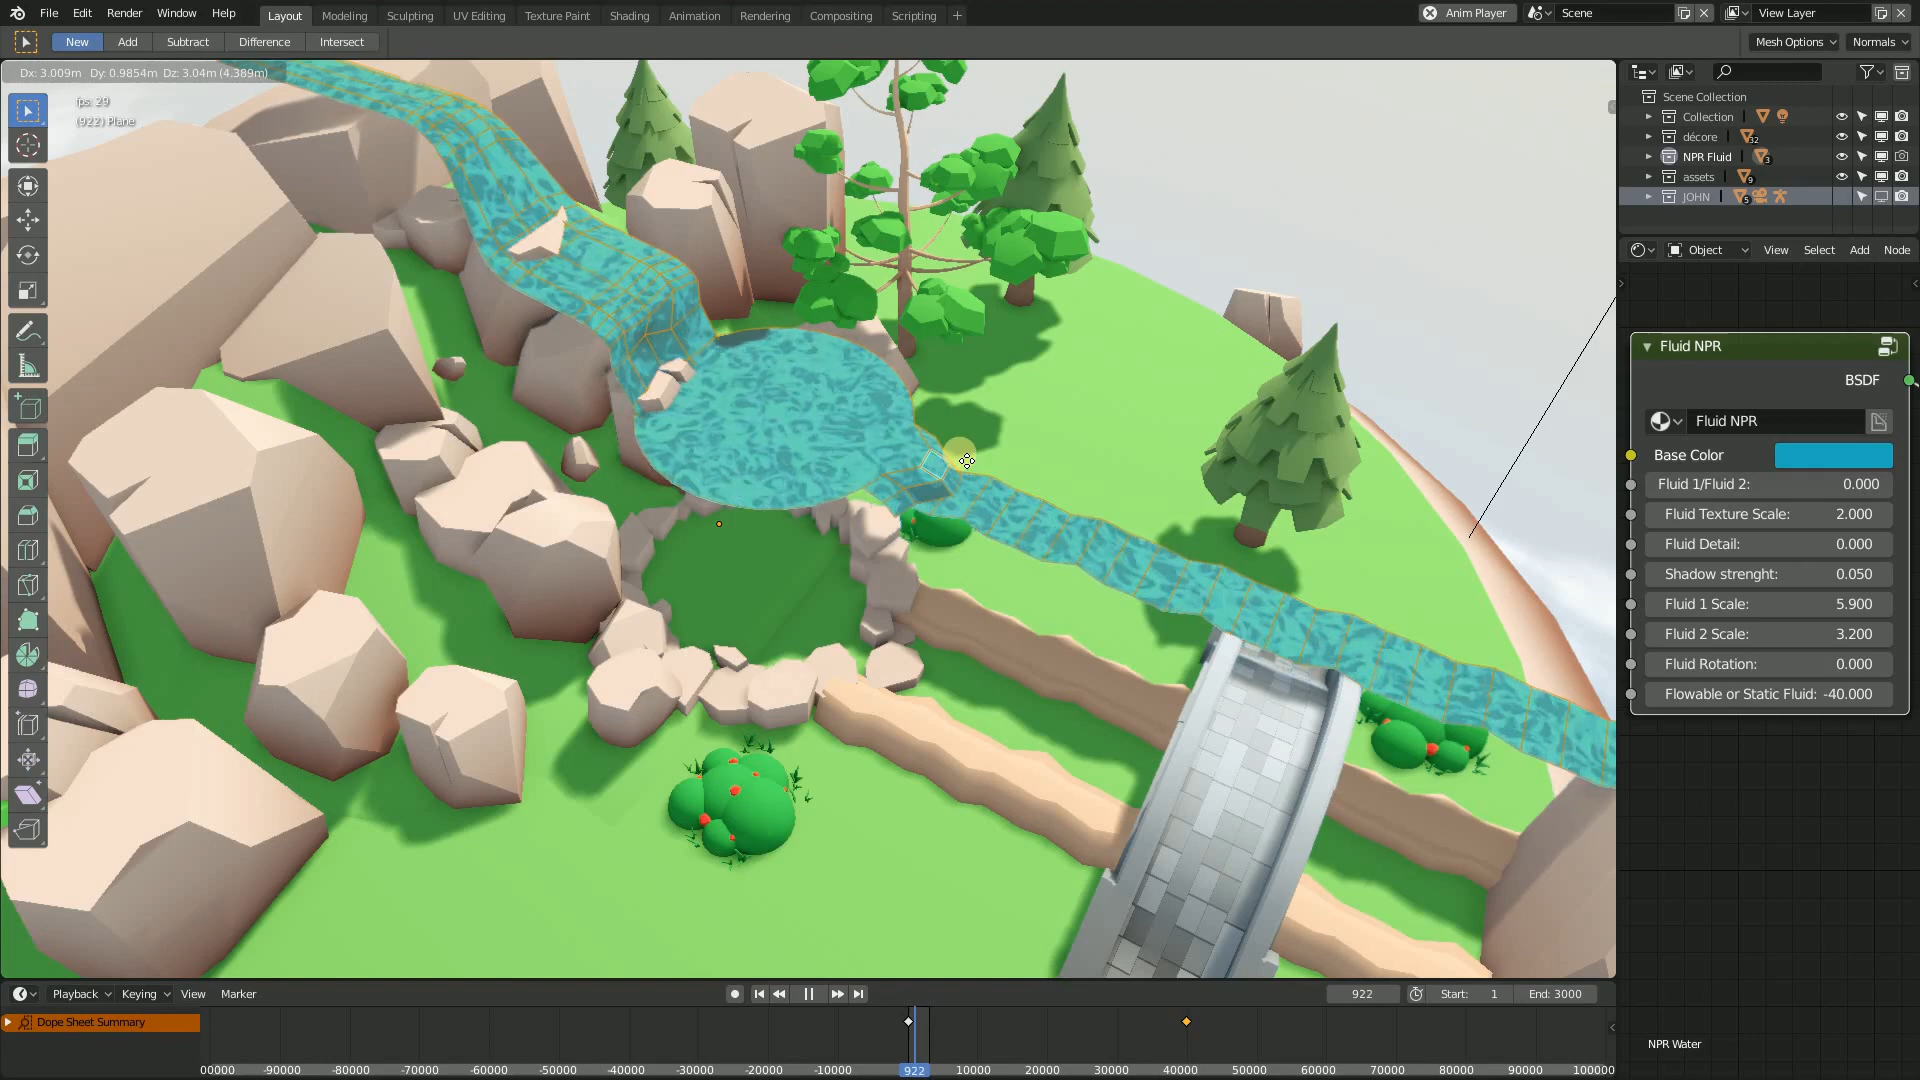 File Edit Render Window Help Layout Modeling Sculpting UV Editing Texture Paint Shading Animation Rendering Compositing Scripting + Anim Player Scene View Layer
New Add Subtract Difference Intersect Mesh Options Normals
Dx: 3.009m Dy: 0.9854m Dz: 3.04m (4.389m)
fps: 29
(922) Plane
Scene Collection
Collection
décore 32
NPR Fluid 3
assets 9
JOHN 5
Object View Select Add Node
Fluid NPR
BSDF
Fluid NPR
Base Color
Fluid 1/Fluid 2: 0.000
Fluid Texture Scale: 2.000
Fluid Detail: 0.000
Shadow strenght: 0.050
Fluid 1 Scale: 5.900
Fluid 2 Scale: 3.200
Fluid Rotation: 0.000
Flowable or Static Fluid: -40.000
Playback Keying View Marker 922 Start: 1 End: 3000
Dope Sheet Summary
NPR Water
00000 -90000 -80000 -70000 -60000 -50000 -40000 -30000 -20000 -10000 922 10000 20000 30000 40000 50000 60000 70000 80000 90000 100000